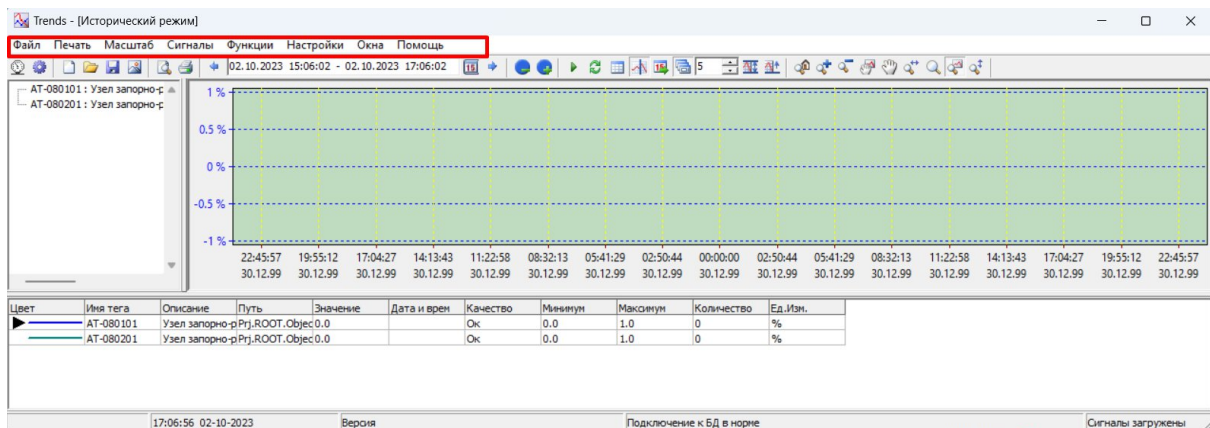 Trends - [Исторический режим]
Файл Печать Масштаб Сигналы Функции Настройки Окна Помощь
02.10.2023 15:06:02 - 02.10.2023 17:06:02 15 15 5
AT-080101 : Узел запорно-р
AT-080201 : Узел запорно-р
1 %
0.5 %
0 %
-0.5 %
-1 %
22:45:57 19:55:12 17:04:27 14:13:43 11:22:58 08:32:13 05:41:29 02:50:44 00:00:00 02:50:44 05:41:29 08:32:13 11:22:58 14:13:43 17:04:27 19:55:12 22:45:57
30.12.99 30.12.99 30.12.99 30.12.99 30.12.99 30.12.99 30.12.99 30.12.99 30.12.99 30.12.99 30.12.99 30.12.99 30.12.99 30.12.99 30.12.99 30.12.99 30.12.99
Цвет Имя тега Описание Путь Значение Дата и врем Качество Минимум Максимум Количество Ед.Изм.
AT-080101 Узел запорно-р Prj.ROOT.Objec 0.0 Ок 0.0 1.0 0 %
AT-080201 Узел запорно-р Prj.ROOT.Objec 0.0 Ок 0.0 1.0 0 %
17:06:56 02-10-2023 Версия Подключение к БД в норме Сигналы загружены